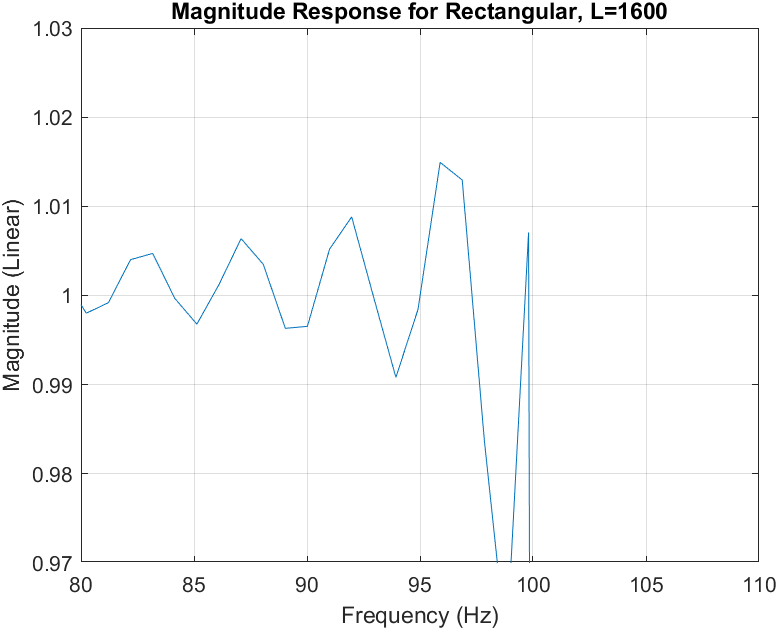 Magnitude Response for Rectangular, L=1600
1.03
1.02
1.01
1
0.99
0.98
0.97
Magnitude (Linear)
80 85 90 95 100 105 110
Frequency (Hz)